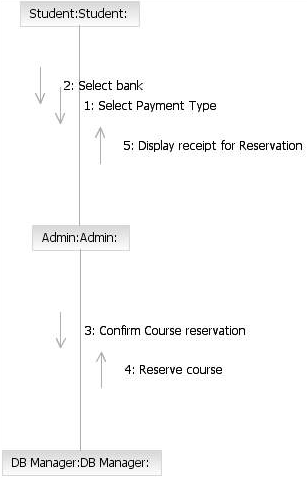 Student:Student:
2: Select bank
1: Select Payment Type
5: Display receipt for Reservation
Admin:Admin:
3: Confirm Course reservation
4: Reserve course
DB Manager:DB Manager: